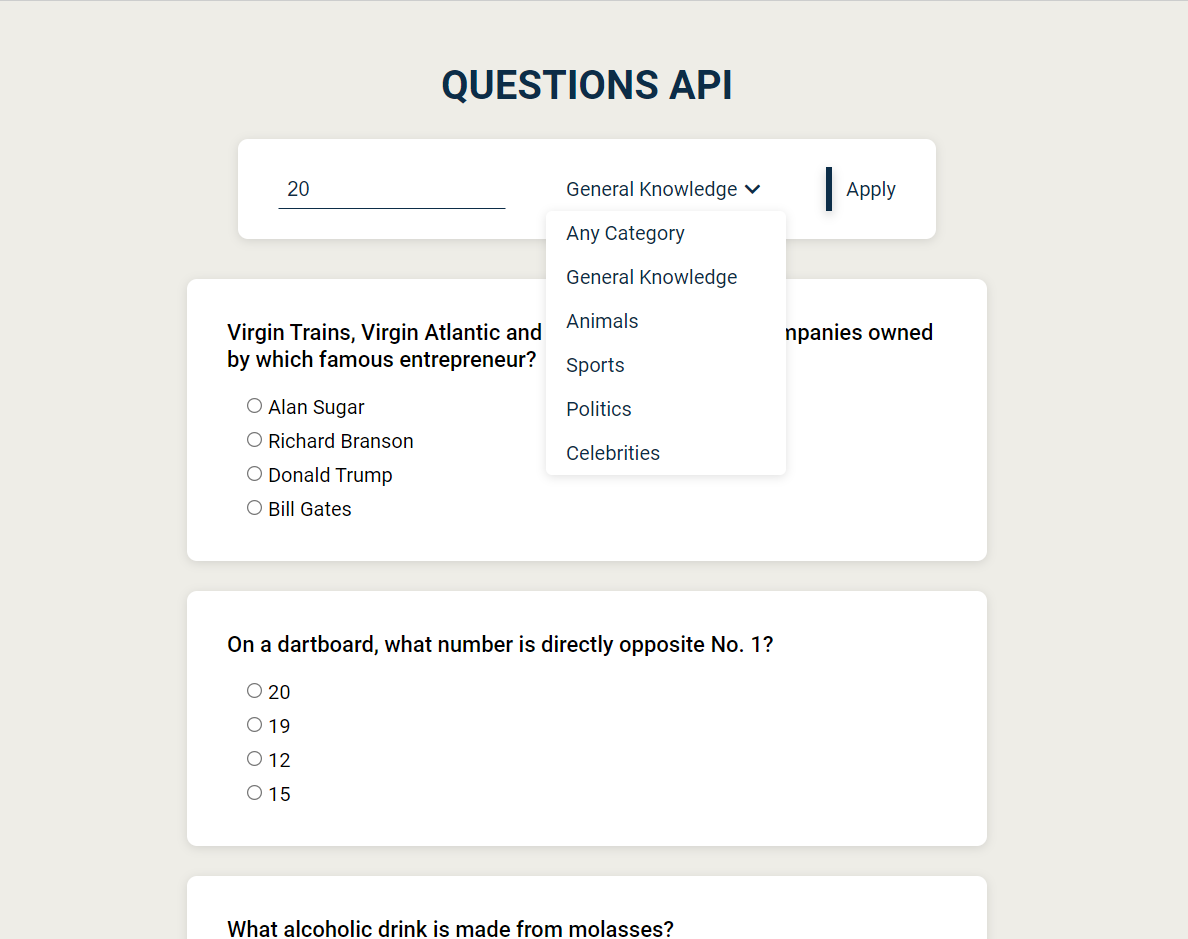 QUESTIONS API
20
General Knowledge
Apply
Any Category
General Knowledge
Animals
Sports
Politics
Celebrities
Virgin Trains, Virgin Atlantic and mpanies owned
by which famous entrepreneur?
Alan Sugar
Richard Branson
Donald Trump
Bill Gates
On a dartboard, what number is directly opposite No. 1?
20
19
12
15
What alcoholic drink is made from molasses?